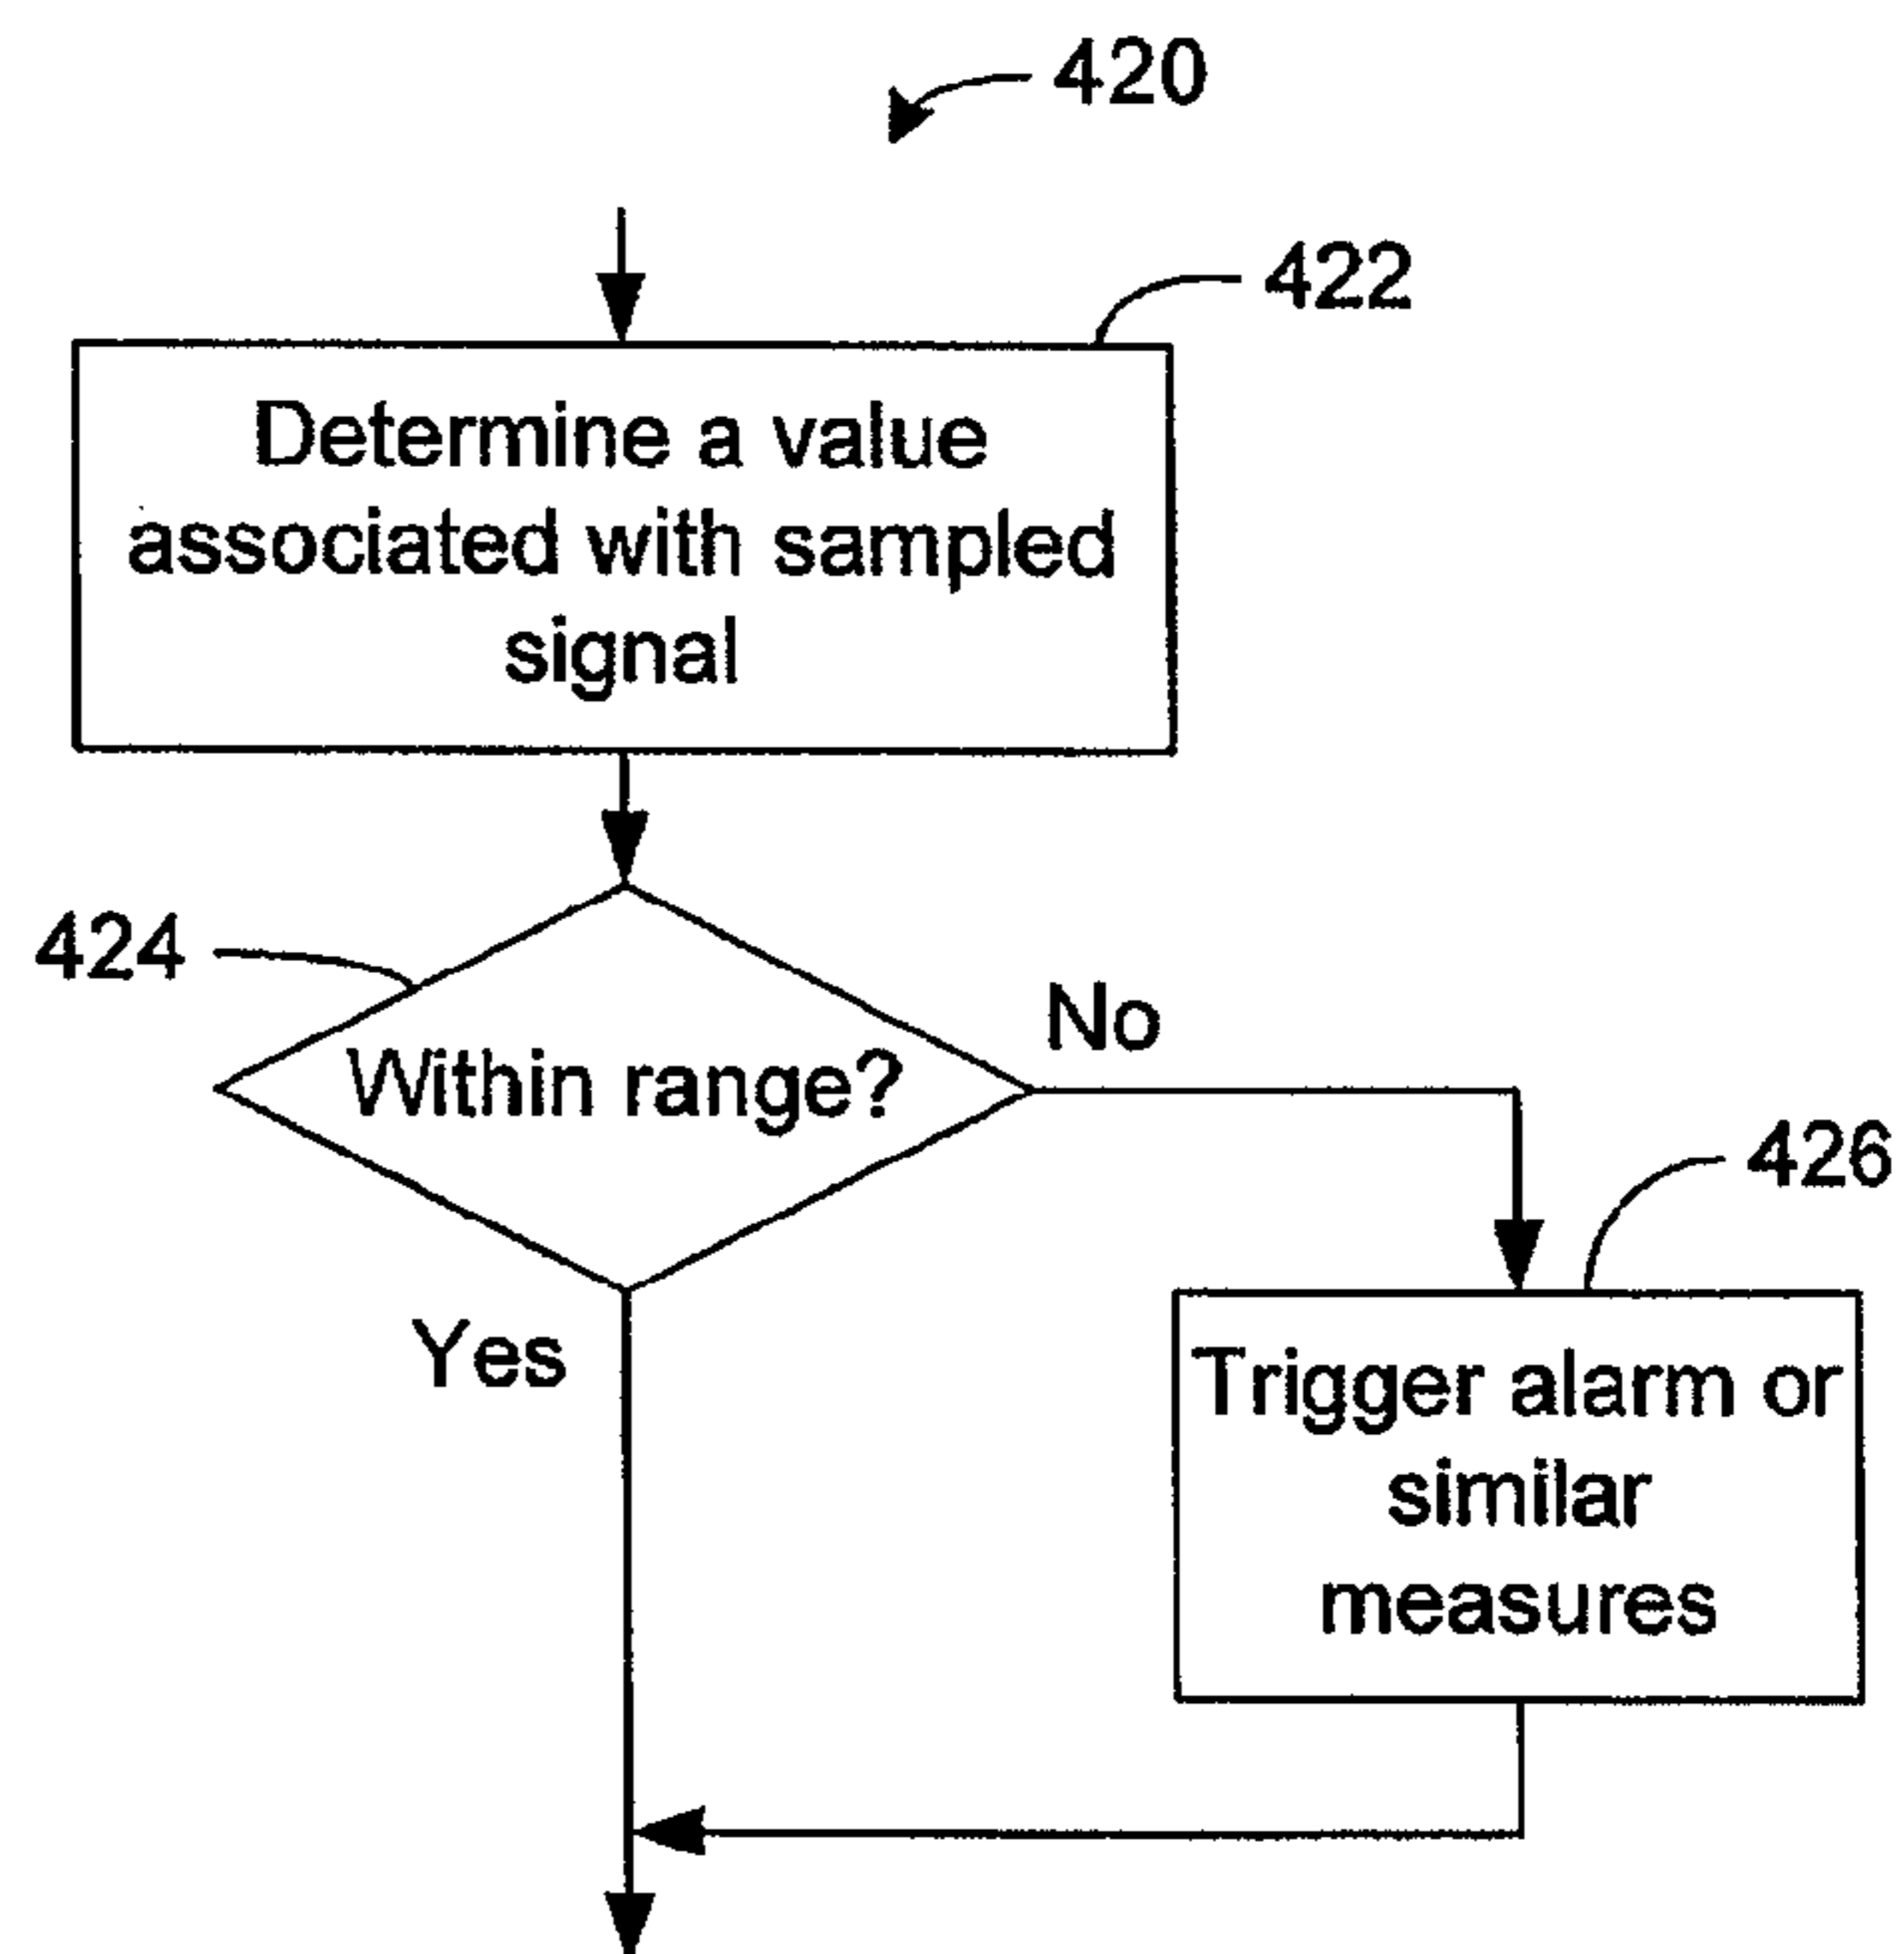 420
422
Determine a value
associated with sampled
signal
424
Within range?
No
426
Yes
Trigger alarm or
similar
measures